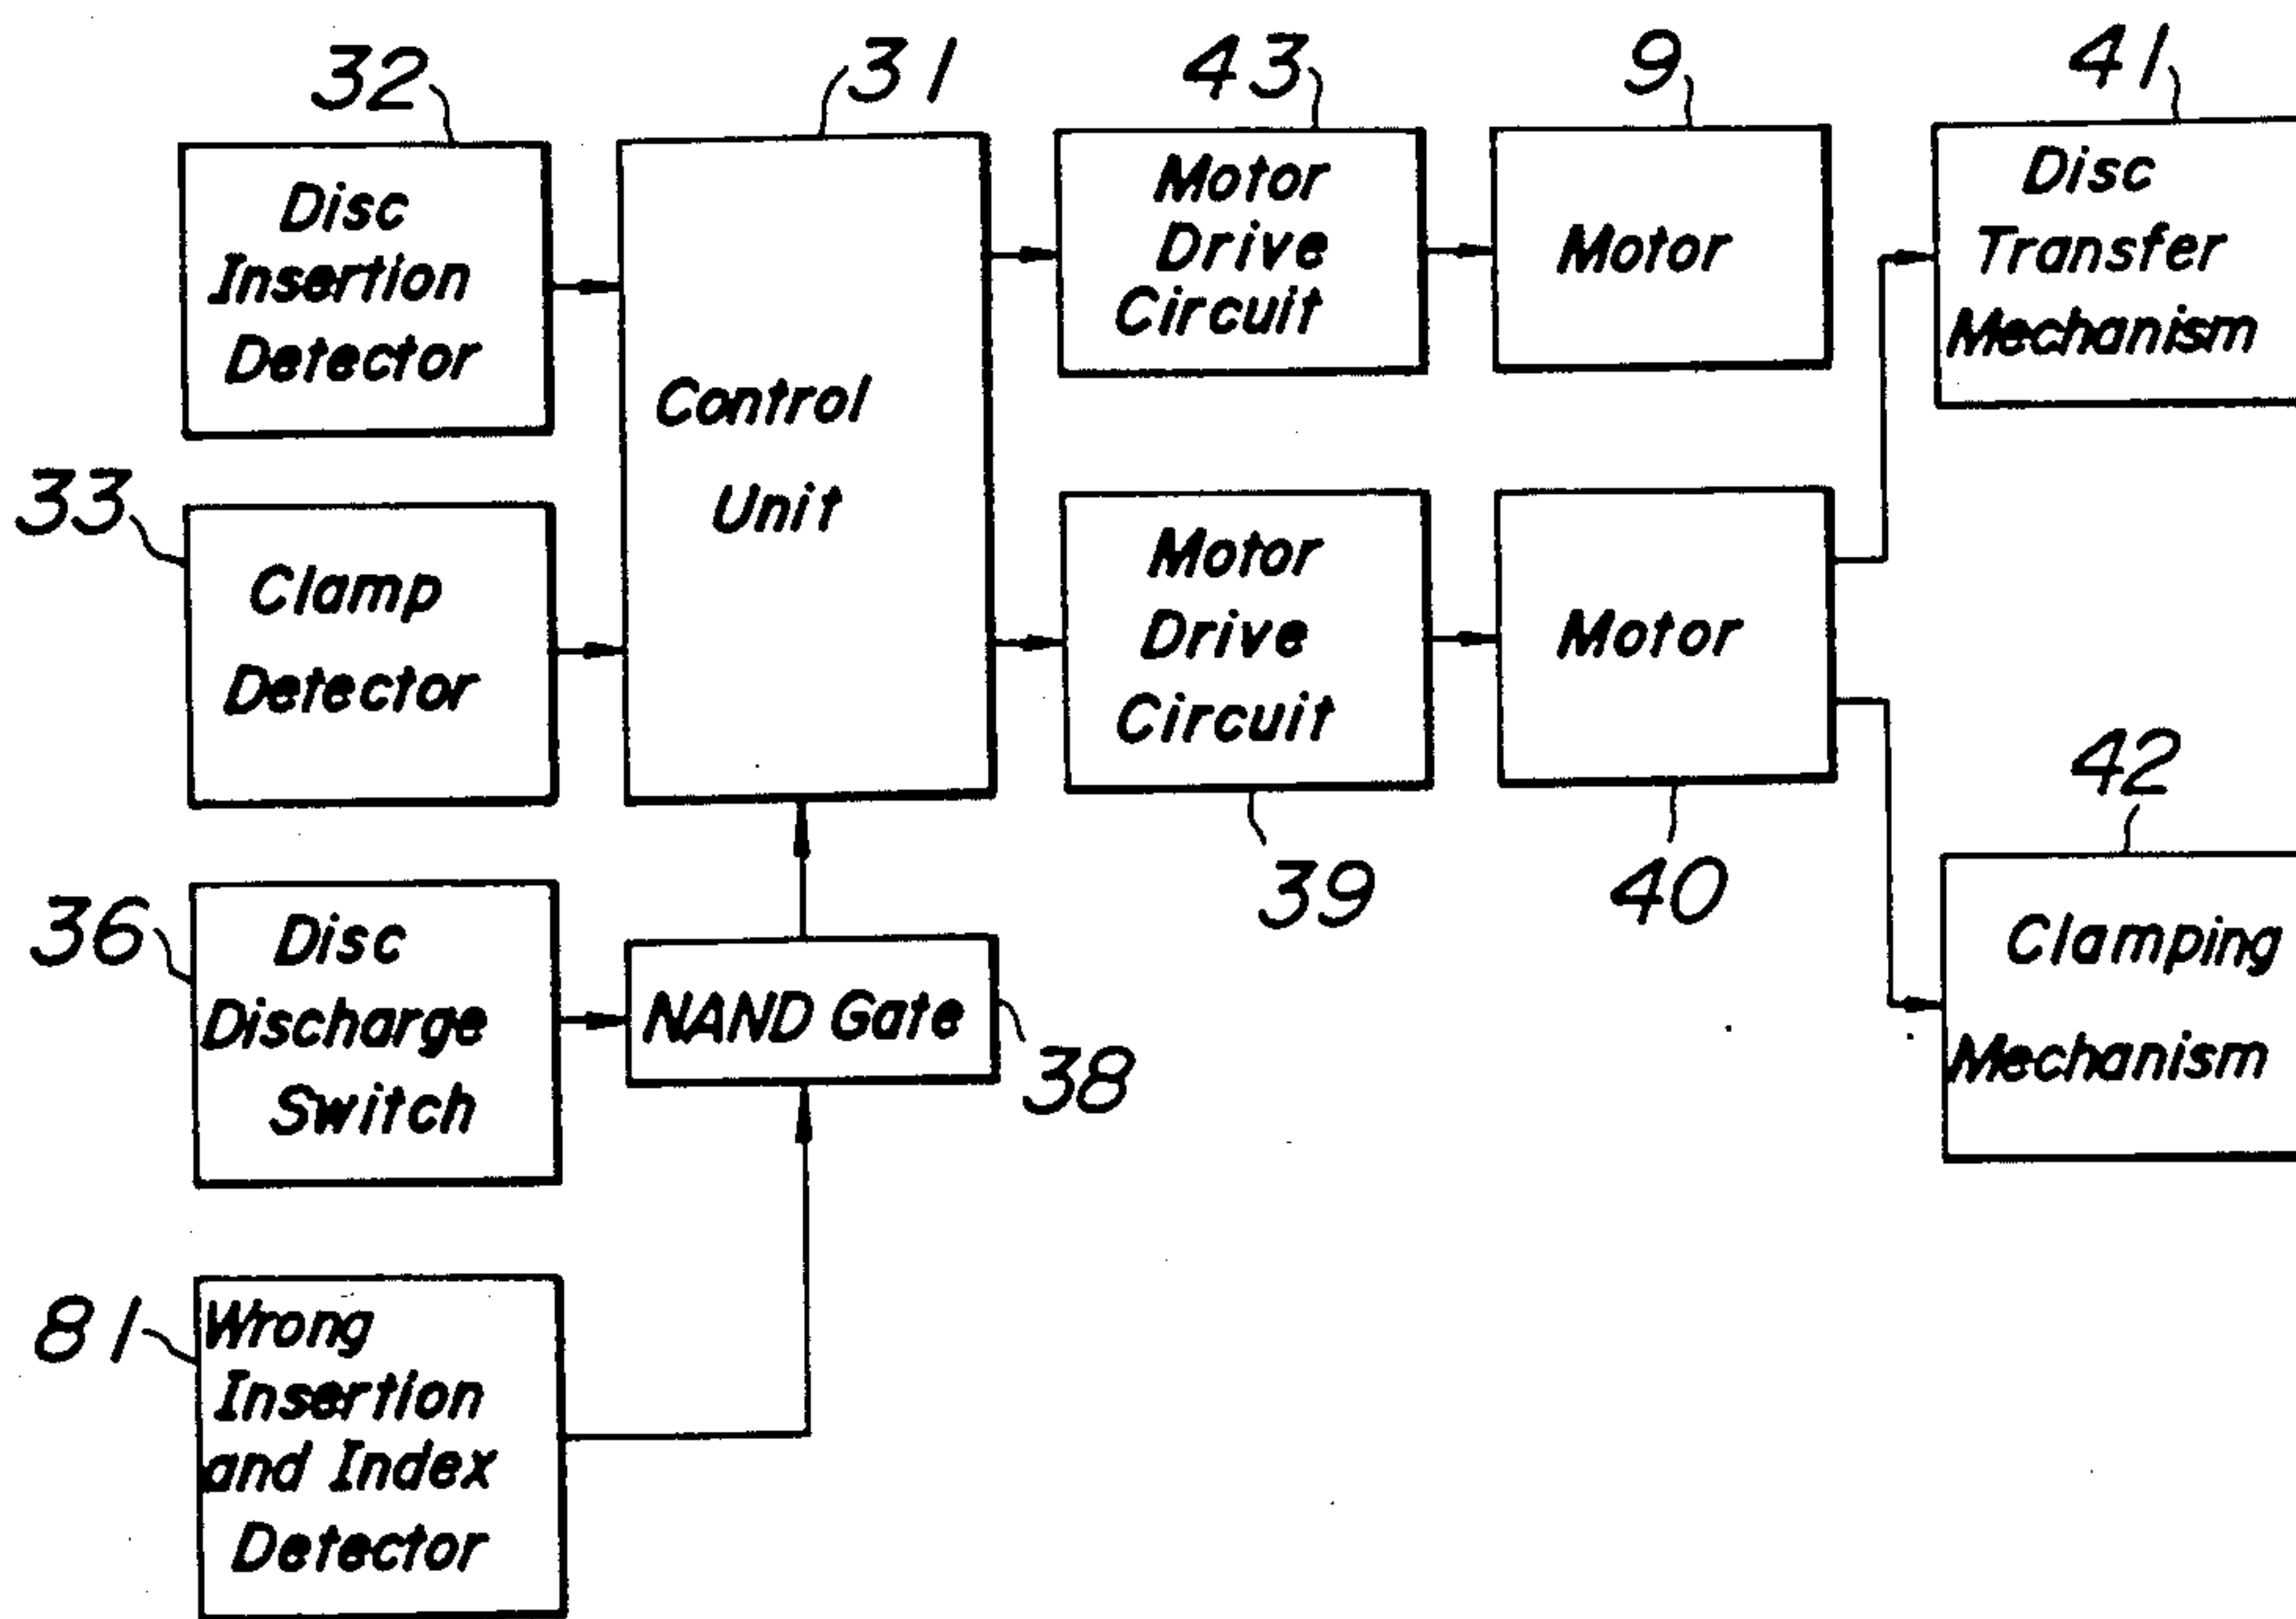 32
31
43
9
41
Disc
Insertion
Detector
Control
Unit
Motor
Drive
Circuit
Motor
Disc
Transfer
Mechanism
33
Clamp
Detector
Motor
Drive
Circuit
39
Motor
40
42
Clamping
Mechanism
36
Disc
Discharge
Switch
NAND Gate
38
81
Wrong
Insertion
and Index
Detector